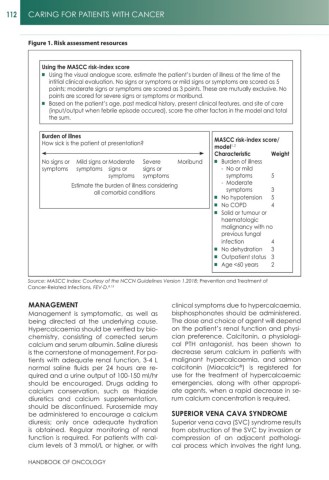 112 CARING FOR PATIENTS WITH CANCER
Figure 1. Risk assessment resources
Using the MASCC risk-index score
■ Using the visual analogue score, estimate the patient's burden of illness at the time of the
initial clinical evaluation. No signs or symptoms or mild signs or symptoms are scored as 5
points; moderate signs or symptoms are scored as 3 points. These are mutually exclusive. No
points are scored for severe signs or symptoms or moribund.
■ Based on the patient's age, past medical history, present clinical features, and site of care
(input/output when febrile episode occured), score the other factors in the model and total
the sum.
Burden of illnes
How sick is the patient at presentation?
No signs or symptoms
Mild signs or symptoms
Moderate signs or symptoms
Severe signs or symptoms
Moribund
Estimate the burden of illness considering
all comorbid conditions
MASCC risk-index score/
model
Characteristic Weight
■ Burden of illness
- No or mild
symptoms 5
- Moderate
symptoms 3
■ No hypotension 5
■ No COPD 4
■ Solid ar tumour or
haematologic
malignancy with no
previous fungal
infection 4
■ No dehydration 3
■ Outpatient status 3
■ Age <60 years 2
Source: MASCC Index: Courtesy of the NCCN Guidelines Version 1.2018; Prevention and Treatment of
Cancer-Related Infections, FEV-D.
MANAGEMENT
Management is symptomatic, as well as
being directed at the underlying cause.
Hypercalcaemia should be verified by bio-
chemistry, consisting of corrected serum
calcium and serum albumin. Saline diuresis
is the cornerstone of management. For pa-
tients with adequate renal function, 3-4 L
normal saline fluids per 24 hours are re-
quired and a urine output of 100-150 ml/hr
should be encouraged. Drugs adding to
calcium conservation, such as thiazide
diuretics and calcium supplementation,
should be discontinued. Furosemide may
be administered to encourage a calcium
diuresis; only once adequate hydration
is obtained. Regular monitoring of renal
function is required. For patients with cal-
cium levels of 3 mmol/L or higher, or with
clinical symptoms due to hypercalcaemia,
bisphosphonates should be administered.
The dose and choice of agent will depend
on the patient's renal function and physi-
cian preference. Calcitonin, a physiologi-
cal PTH antagonist, has been shown to
decrease serum calcium in patients with
malignant hypercalcaemia, and salmon
calcitonin (Miacalcic®) is registered for
use for the treatment of hypercalcaemic
emergencies, along with other appropri-
ate agents, when a rapid decrease in se-
rum calcium concentration is required.
SUPERIOR VENA CAVA SYNDROME
Superior vena cava (SVC) syndrome results
from obstruction of the SVC by invasion or
compression of an adjacent pathologi-
cal process which involves the right lung,
HANDBOOK OF ONCOLOGY